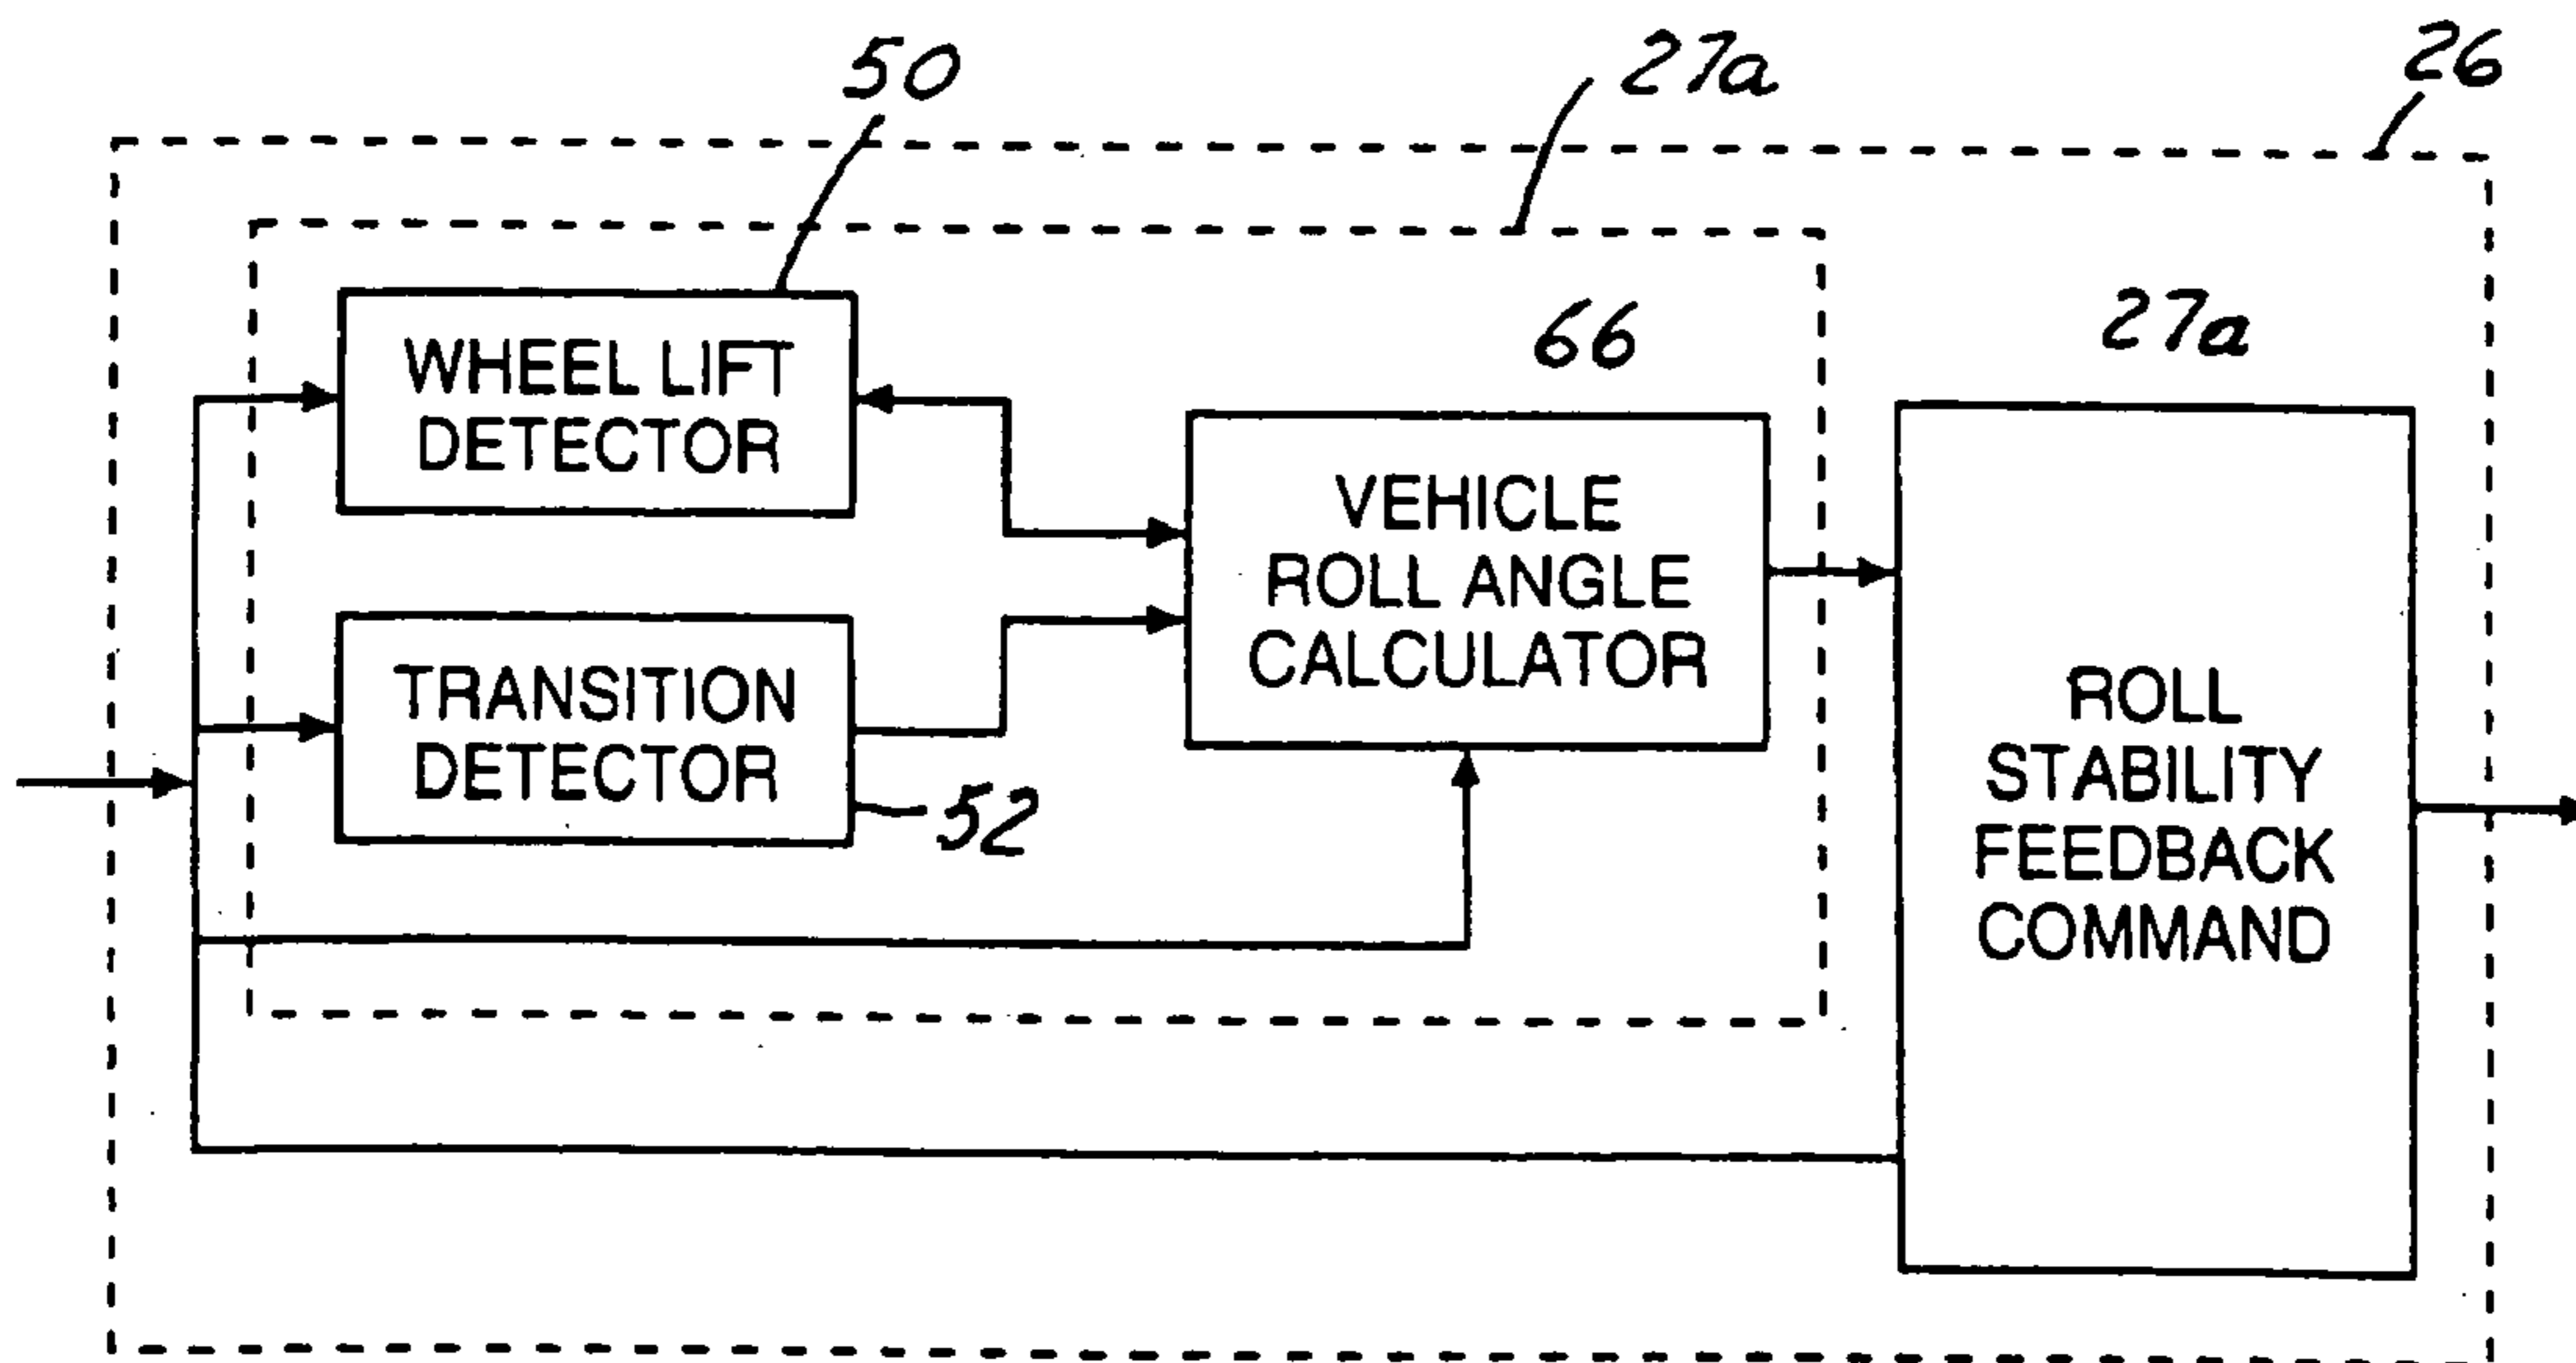 50
27a
26
WHEEL LIFT
DETECTOR
66
27a
VEHICLE
ROLL ANGLE
CALCULATOR
TRANSITION
DETECTOR
52
ROLL
STABILITY
FEEDBACK
COMMAND